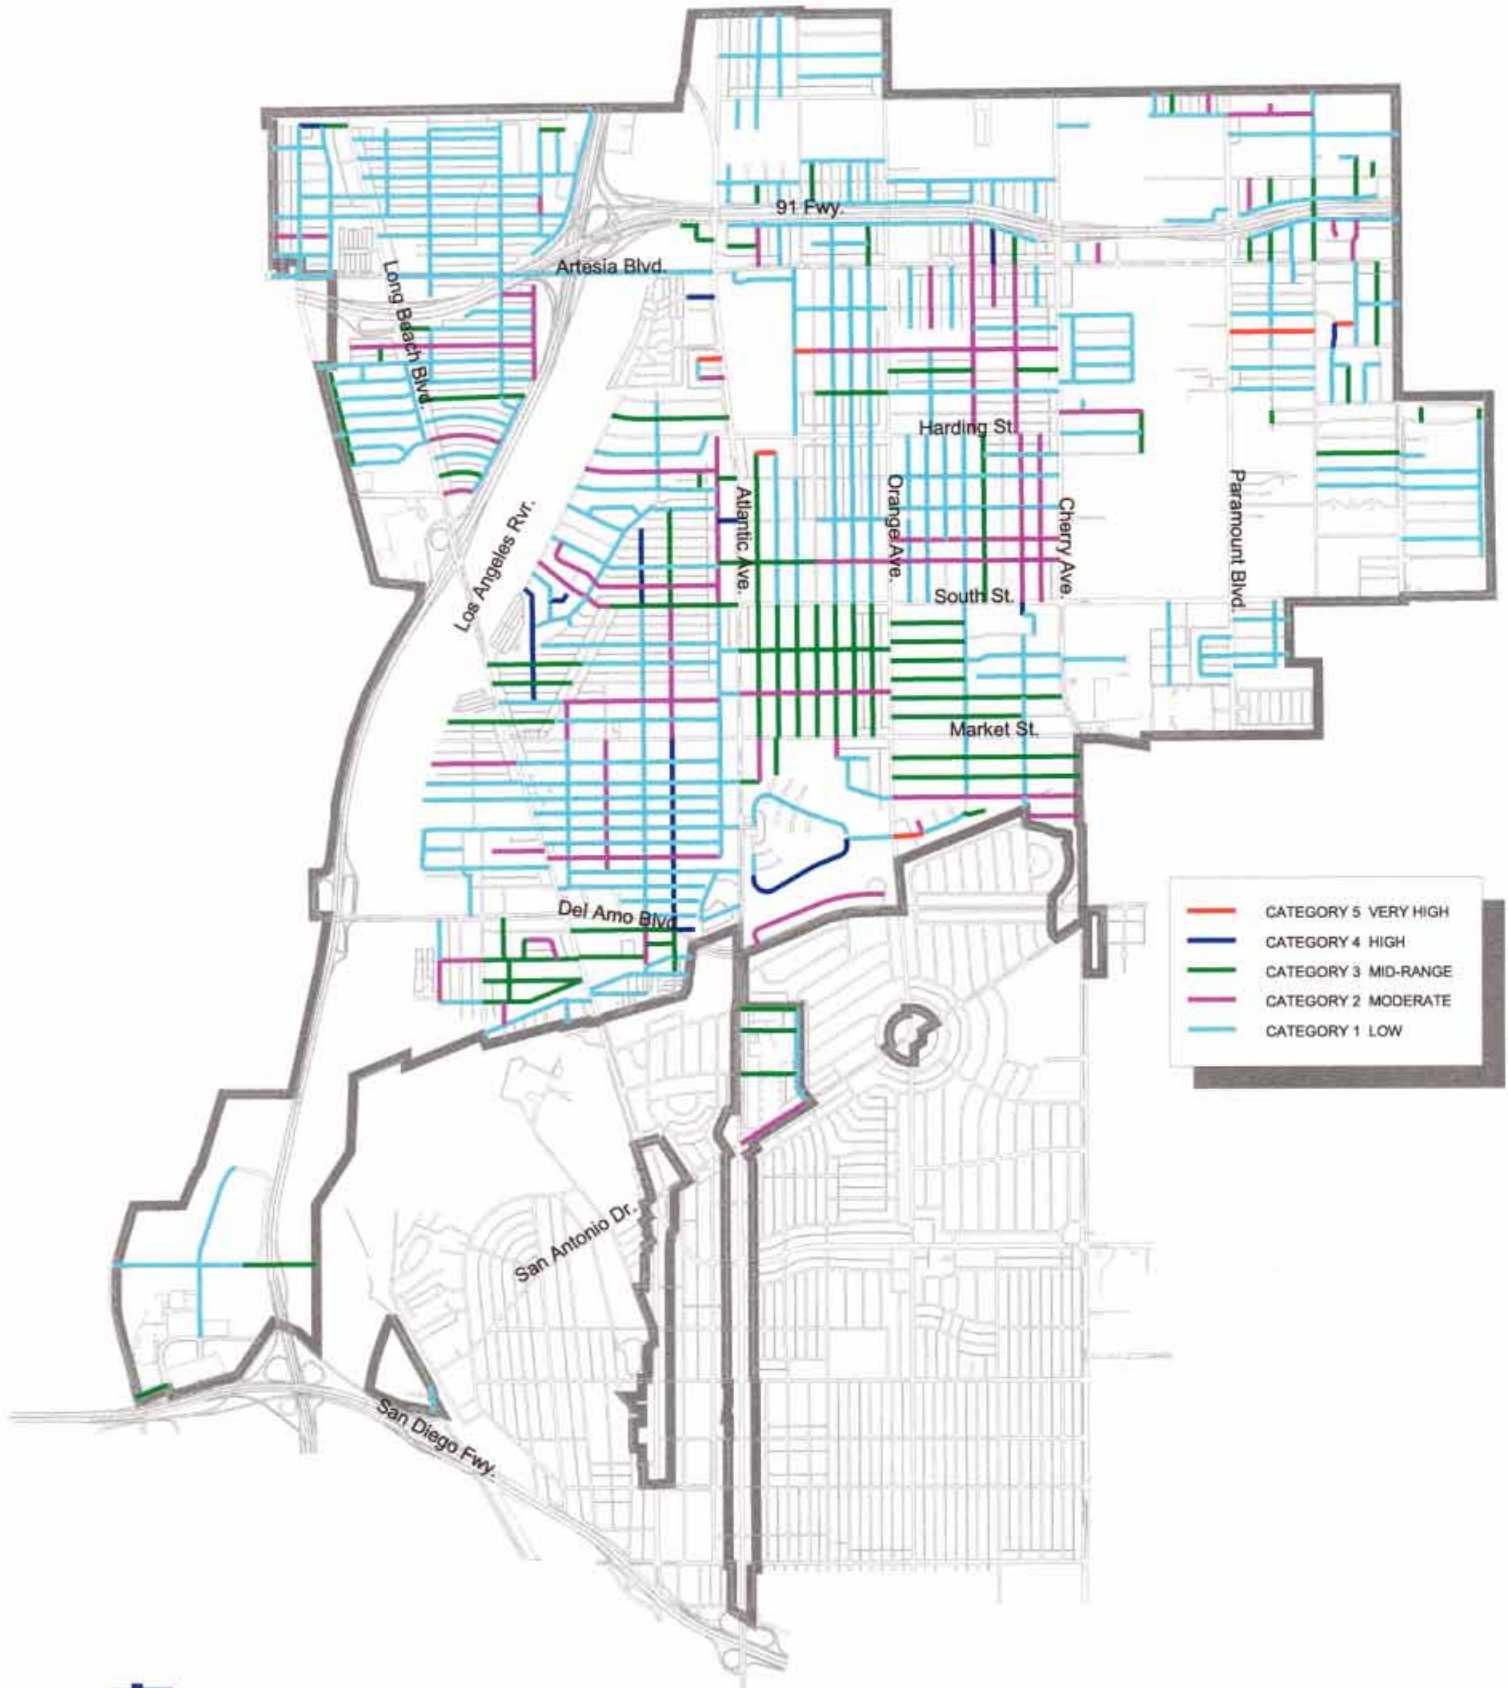 91 Fwy.
Artesia Blvd.
Long Beach Blvd.
Harding St.
Los Angeles Rvr.
Atlantic Ave.
Orange Ave.
Cherry Ave.
Paramount Blvd.
South St.
Market St.
Del Amo Blvd.
CATEGORY 5 VERY HIGH
CATEGORY 4 HIGH
CATEGORY 3 MID-RANGE
CATEGORY 2 MODERATE
CATEGORY 1 LOW
San Antonio Dr.
San Diego Fwy.